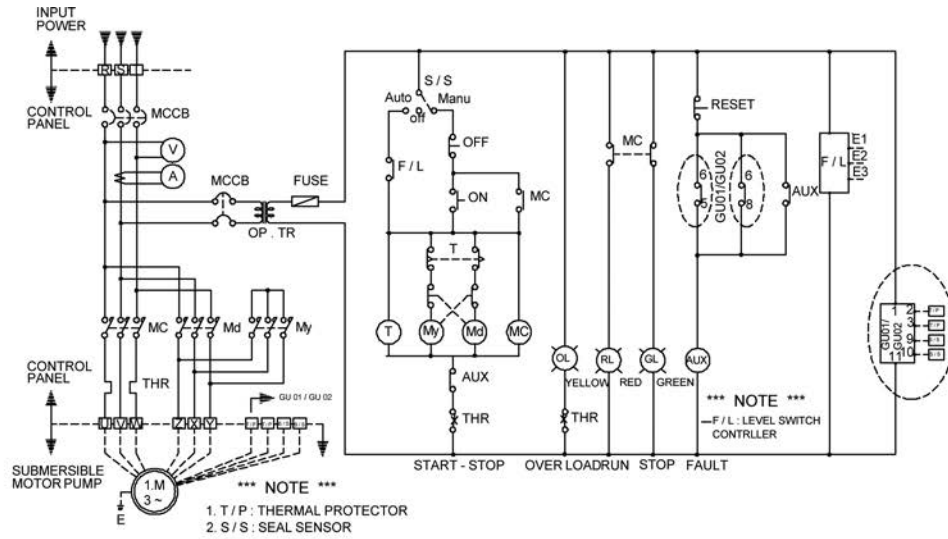 INPUT
POWER
R S
CONTROL
PANEL
MCCB
V
A
MCCB
FUSE
OP . TR
MC
Md
My
CONTROL
PANEL
THR
GU 01 / GU 02
U V W
Z X Y
SUBMERSIBLE
MOTOR PUMP
1.M
3 ~
E
*** NOTE ***
1. T / P : THERMAL PROTECTOR
2. S / S : SEAL SENSOR
S / S
Auto
off
Manu
OFF
F / L
ON
MC
T
T
My
Md
MC
AUX
THR
START - STOP
OL
YELLOW
THR
OVER LOAD
MC
RL
RED
RUN
GL
GREEN
STOP
RESET
GU01/GU02
6
5
6
8
AUX
AUX
FAULT
F / L
E1
E2
E3
*** NOTE ***
F / L : LEVEL SWITCH
CONTRLLER
GU01/
GU02
1
11
2
3
9
10